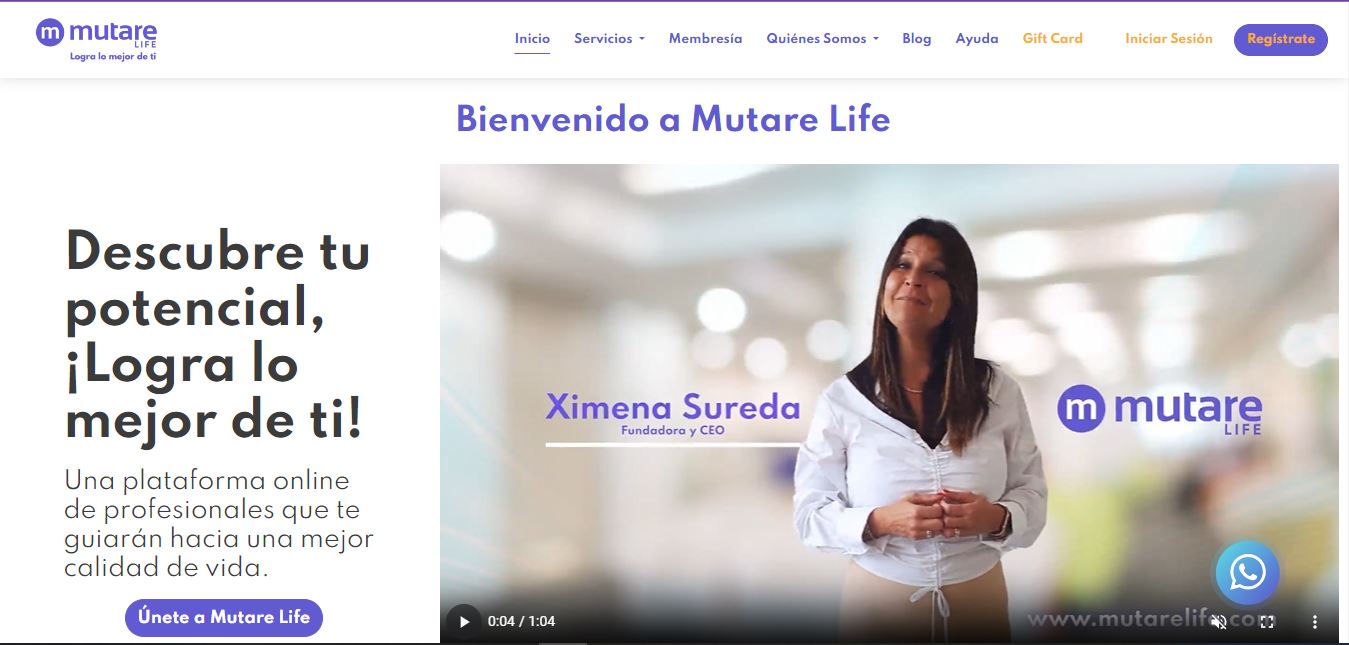 m mutare
LIFE
Logra lo mejor de ti
Inicio Servicios Membresía Quiénes Somos Blog Ayuda Gift Card Iniciar Sesión Regístrate
Bienvenido a Mutare Life
Descubre tu
potencial,
¡Logra lo
mejor de ti!
Una plataforma online
de profesionales que te
guiarán hacia una mejor
calidad de vida.
Únete a Mutare Life
Ximena Sureda
Fundadora y CEO
m mutare
LIFE
0:04 / 1:04
www.mutarelife.com